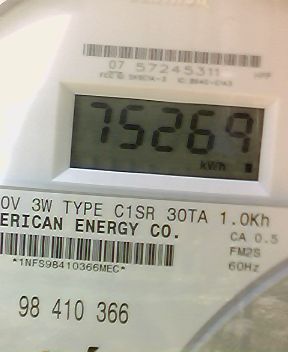 07 57245311
75269
kWh
0V 3W TYPE C1SR 30TA 1.0Kh
ERICAN ENERGY CO.
CA 0.5
FM2S
60Hz
*1NFS98410366MEC*
98 410 366